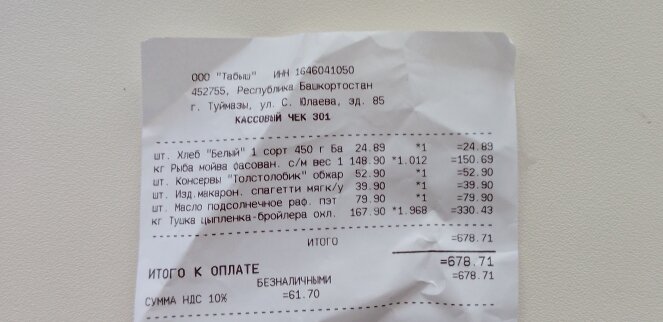 ООО "Табыш" ИНН 1646041050
452755, Республика Башкортостан
г. Туймазы, ул. С. Юлаева, зд. 85
КАССОВЫЙ ЧЕК 301
шт. Хлеб "Белый" 1 сорт 450 г Ба 24.89 *1 =24.89
кг Рыба мойва фасован. с/м вес 1 148.90 *1.012 =150.69
шт. Консервы "Толстолобик" обжар 52.90 *1 =52.90
шт. Изд.макарон. спагетти мягк/у 39.90 *1 =39.90
шт. Масло подсолнечное раф. пэт 79.90 *1 =79.90
кг Тушка цыпленка-бройлера охл. 167.90 *1.968 =330.43
ИТОГО =678.71
ИТОГО К ОПЛАТЕ =678.71
БЕЗНАЛИЧНЫМИ =678.71
СУММА НДС 10% =61.70